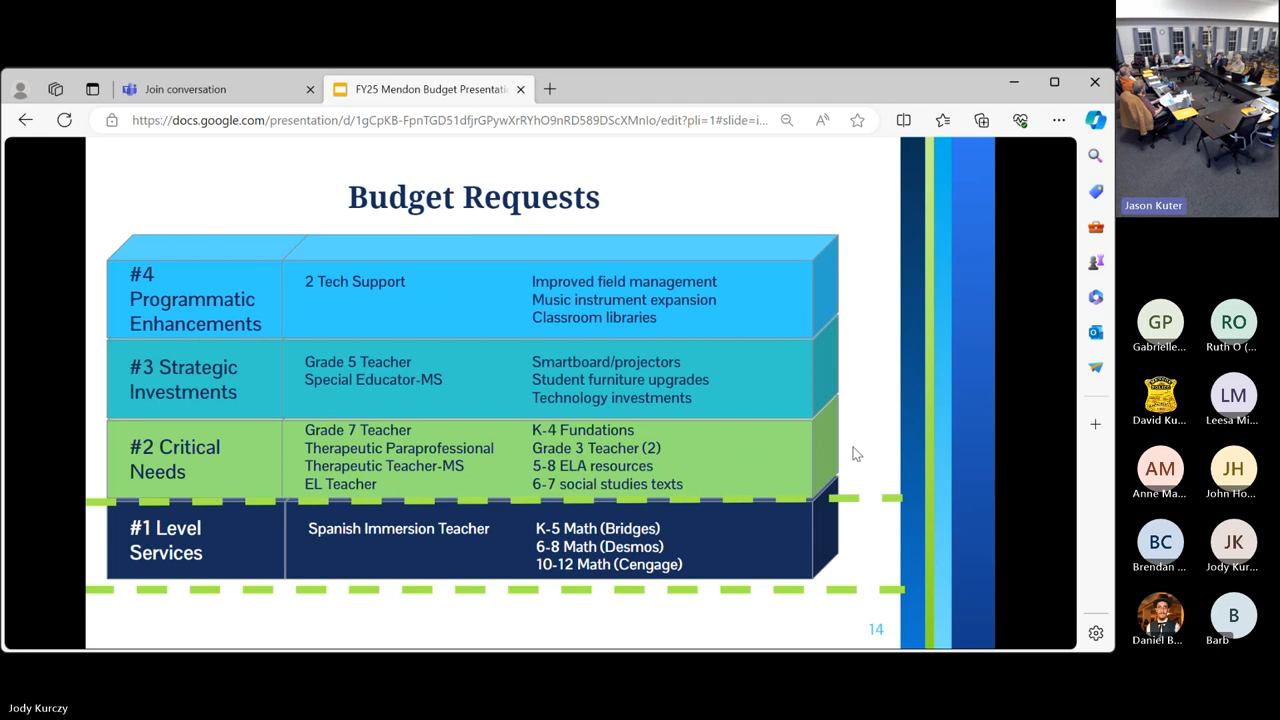 Join conversation
FY25 Mendon Budget Presentati
https://docs.google.com/presentation/d/
Budget Requests
#4
Programmatic
Enhancements
2 Tech Support
Improved field management
Music instrument expansion
Classroom libraries
#3 Strategic
Investments
Grade 5 Teacher
Special Educator-MS
Smartboard/projectors
Student furniture upgrades
Technology investments
#2 Critical
Needs
Grade 7 Teacher
Therapeutic Paraprofessional
Therapeutic Teacher-MS
EL Teacher
K-4 Fundations
Grade 3 Teacher (2)
5-8 ELA resources
6-7 social studies texts
#1 Level
Services
Spanish Immersion Teacher
K-5 Math (Bridges)
6-8 Math (Desmos)
10-12 Math (Cengage)
14
Jason Kuter
GP
Gabrielle...
RO
Ruth O (...
David Ku...
LM
Leesa Mi...
AM
Anne Ma...
JH
John Ho...
BC
Brendan ...
JK
Jody Kur...
Daniel B...
B
Barb
Jody Kurczy